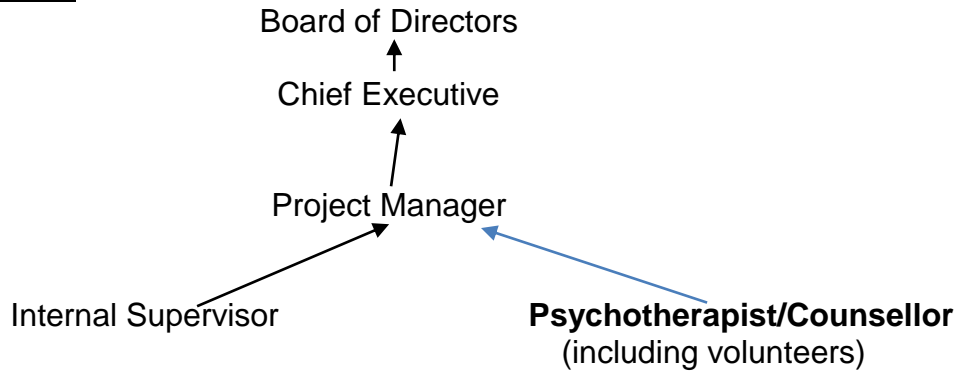 Board of Directors
Chief Executive
Project Manager
Internal Supervisor
Psychotherapist/Counsellor
(including volunteers)